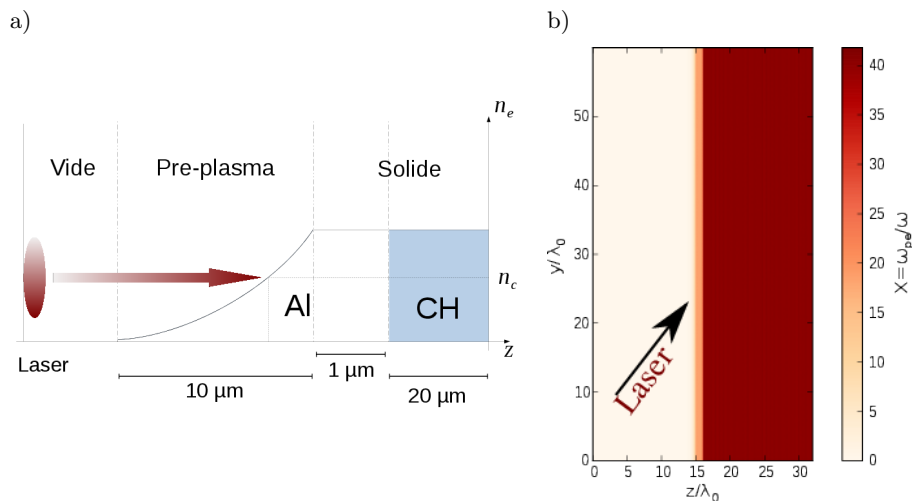 a)
n_e
Vide
Pre-plasma
Solide
n_c
Al
CH
z
Laser
1 µm
10 µm
20 µm
b)
60
50
40
30
20
10
0
y/λ_0
Laser
0 5 10 15 20 25 30
z/λ_0
40
35
30
25
20
15
10
5
0
X = ω_pe/ω